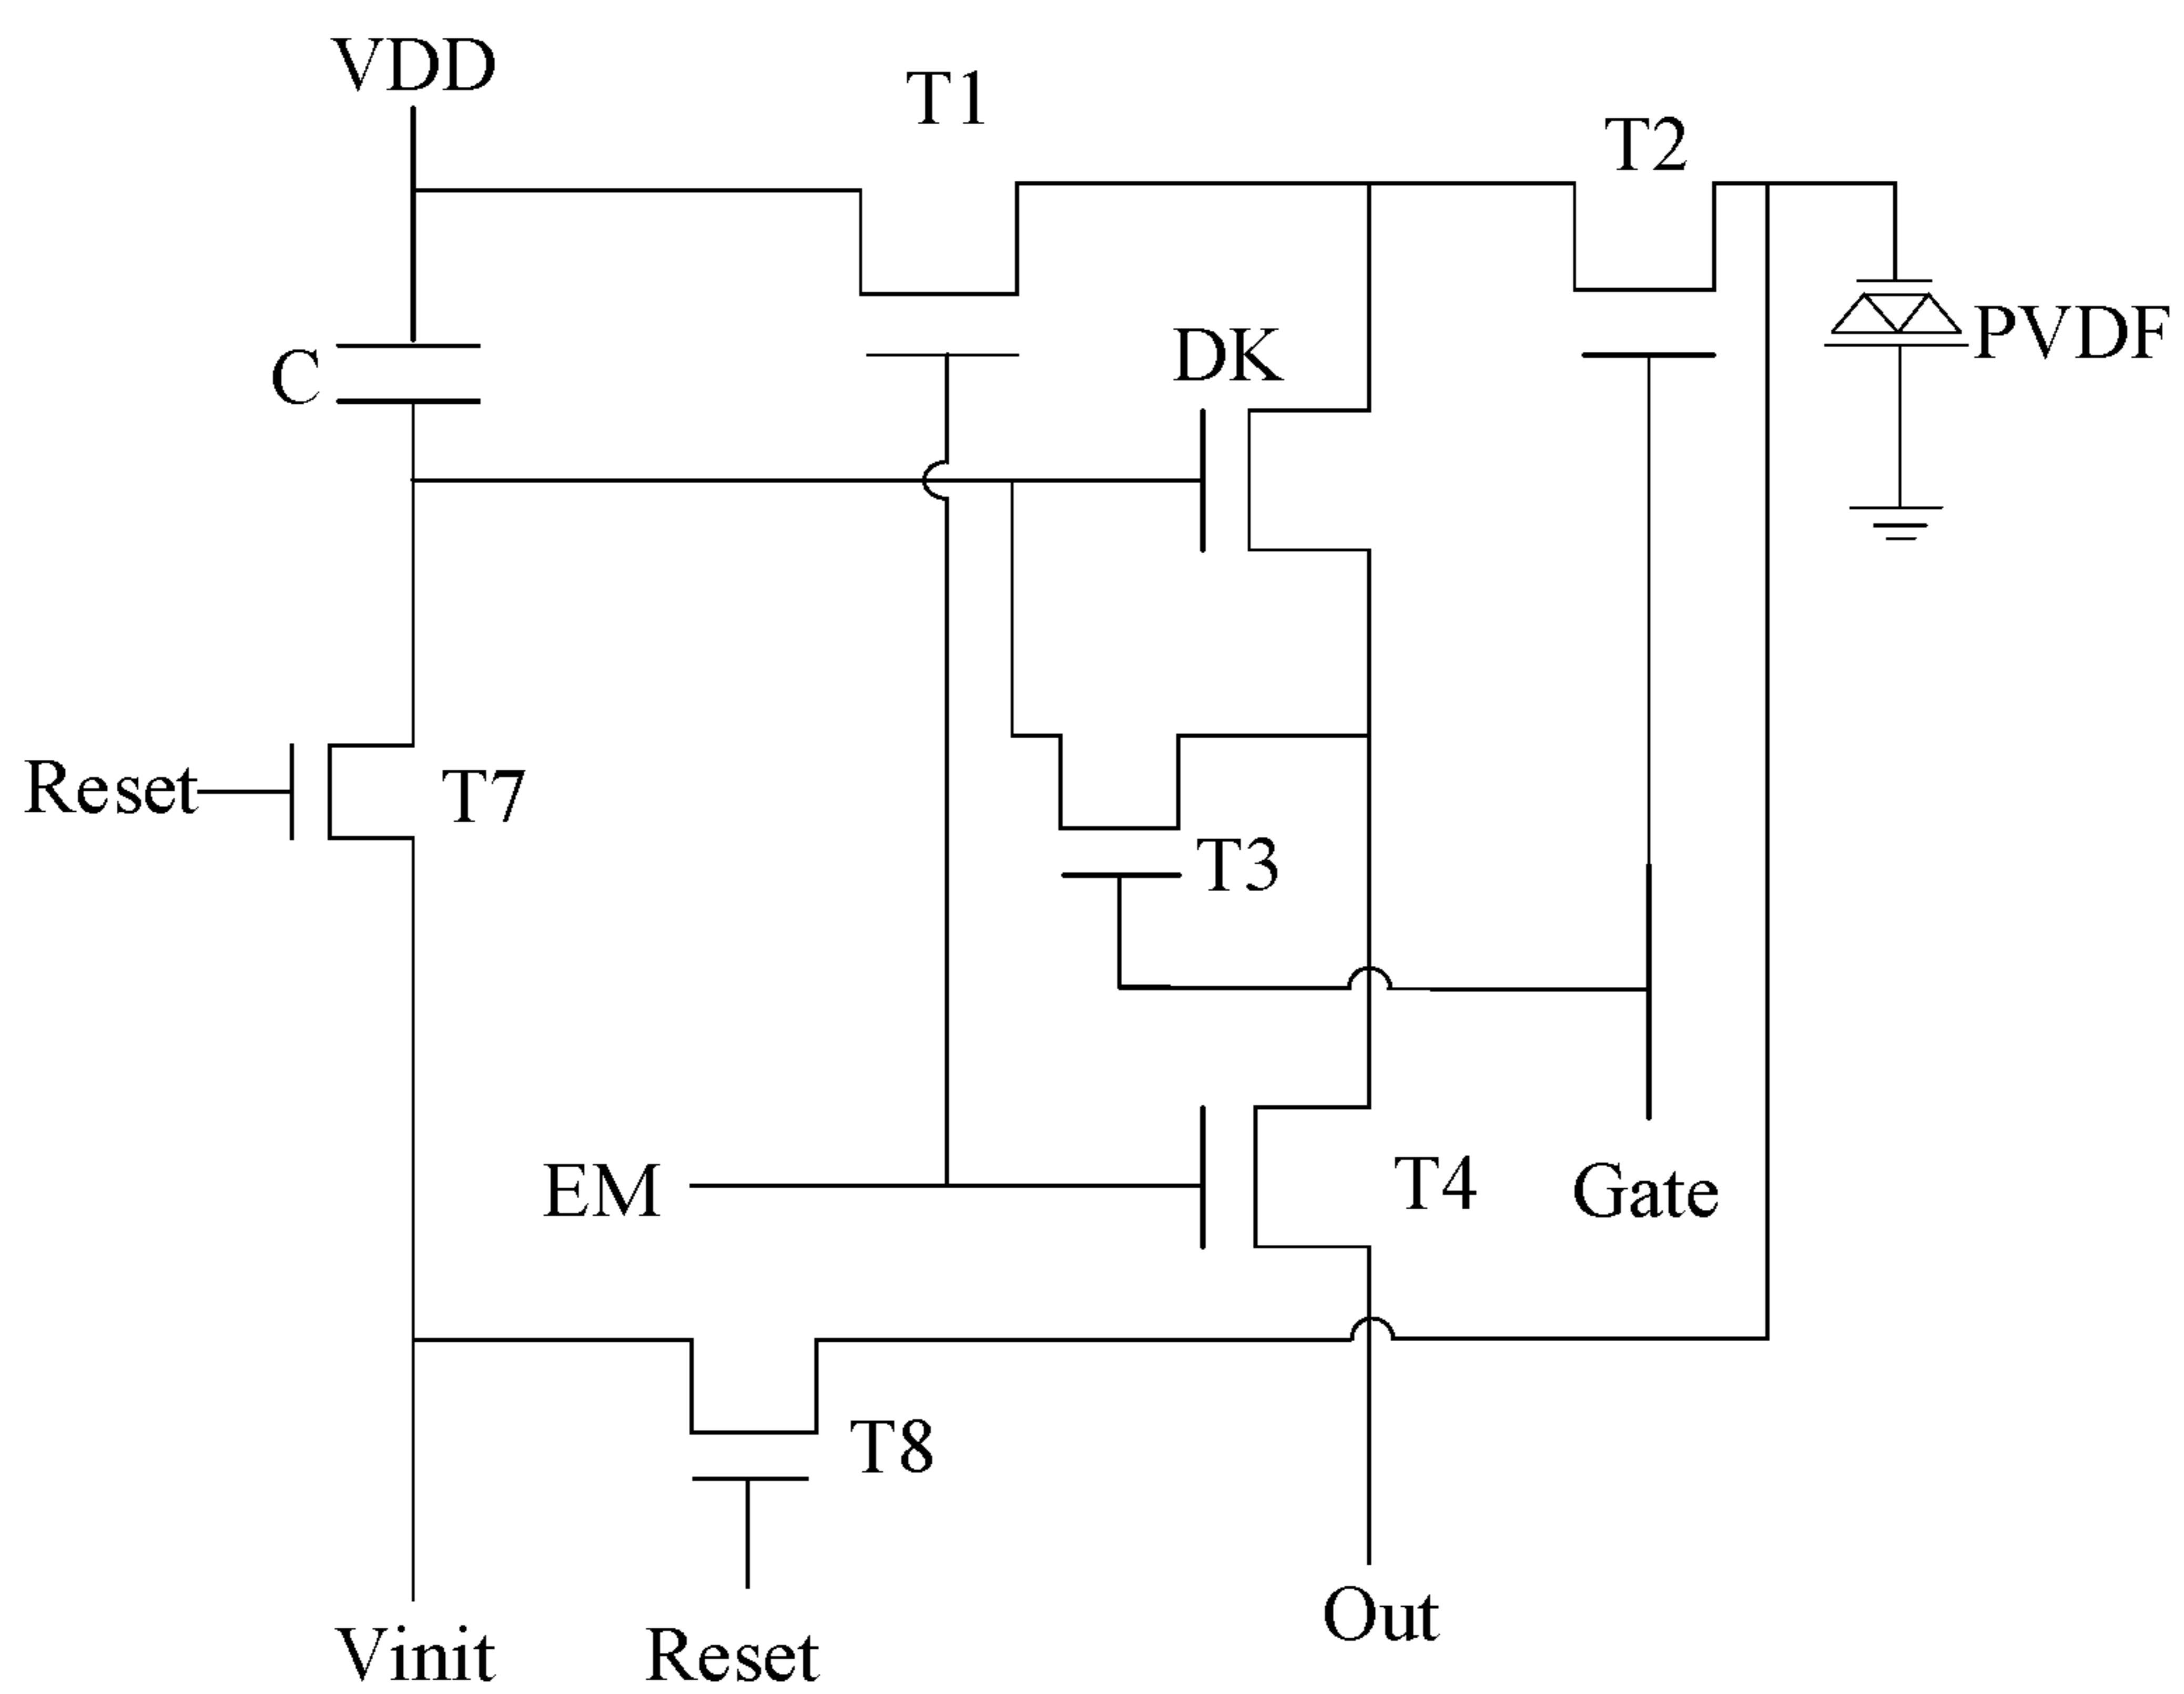 VDD
T1
T2
C
DK
PVDF
Reset
T7
T3
EM
T4
Gate
T8
Out
Vinit
Reset